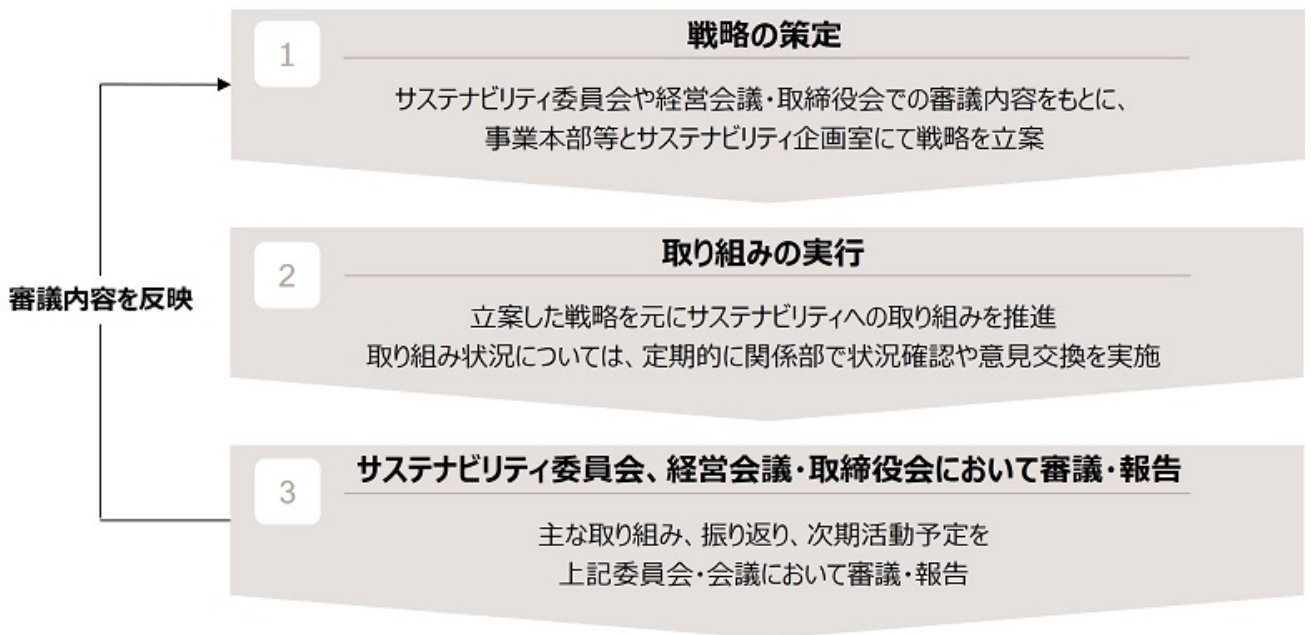 1
戦略の策定
サステナビリティ委員会や経営会議・取締役会での審議内容をもとに、
事業本部等とサステナビリティ企画室にて戦略を立案
2
取り組みの実行
立案した戦略を元にサステナビリティへの取り組みを推進
取り組み状況については、定期的に関係部で状況確認や意見交換を実施
審議内容を反映
3
サステナビリティ委員会、経営会議・取締役会において審議・報告
主な取り組み、振り返り、次期活動予定を
上記委員会・会議において審議・報告